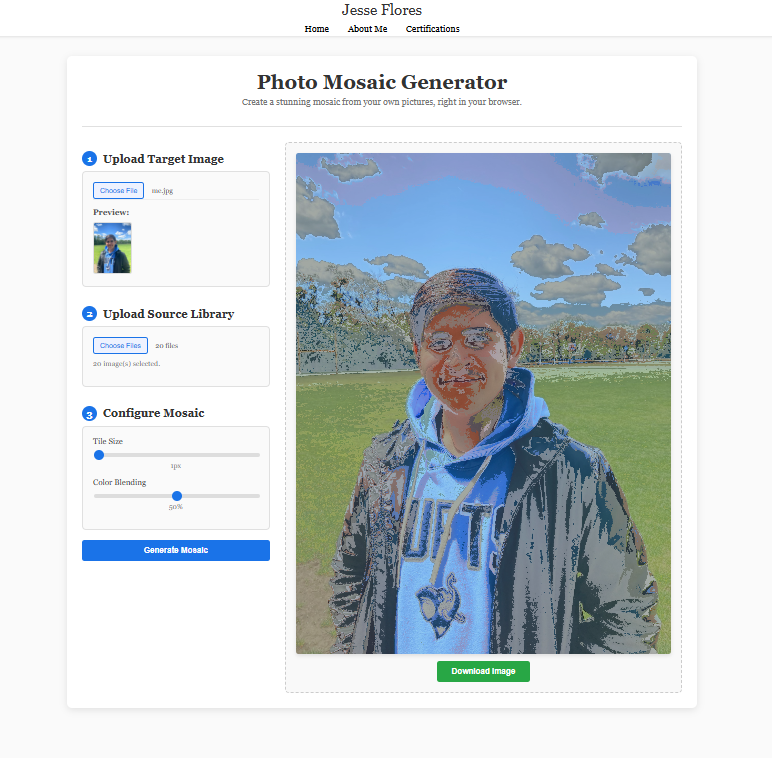 Jesse Flores
Home About Me Certifications
Photo Mosaic Generator
Create a stunning mosaic from your own pictures, right in your browser.
1 Upload Target Image
Choose File me.jpg
Preview:
2 Upload Source Library
Choose Files 20 files
20 image(s) selected.
3 Configure Mosaic
Tile Size
1px
Color Blending
50%
Generate Mosaic
Download Image